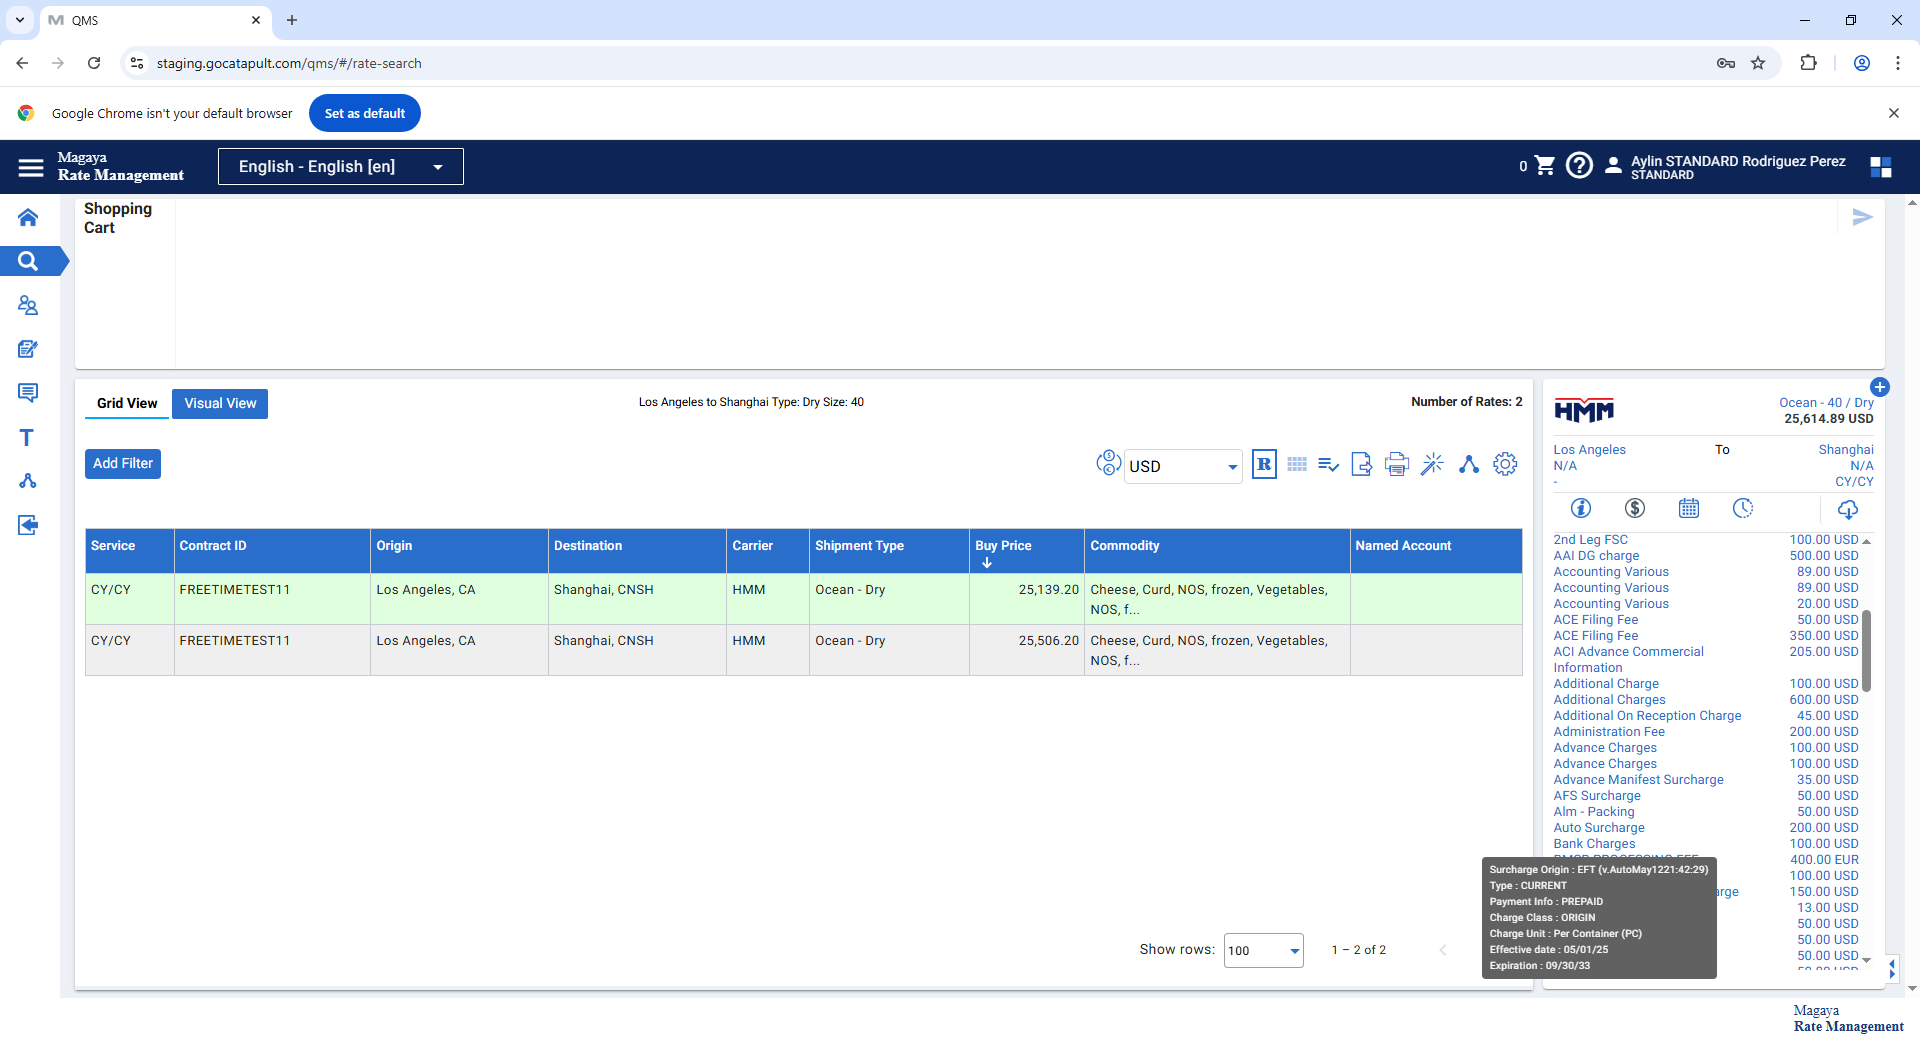 QMS
staging.gocatapult.com/qms/#/rate-search
Google Chrome isn't your default browser
Set as default
Magaya
Rate Management
English - English [en]
0
Aylin STANDARD Rodriguez Perez
STANDARD
Shopping
Cart
Grid View
Visual View
Los Angeles to Shanghai Type: Dry Size: 40
Number of Rates: 2
Add Filter
USD
R
Service Contract ID Origin Destination Carrier Shipment Type Buy Price Commodity Named Account
CY/CY FREETIMETEST11 Los Angeles, CA Shanghai, CNSH HMM Ocean - Dry 25,139.20 Cheese, Curd, NOS, frozen, Vegetables,
NOS, f...
CY/CY FREETIMETEST11 Los Angeles, CA Shanghai, CNSH HMM Ocean - Dry 25,506.20 Cheese, Curd, NOS, frozen, Vegetables,
NOS, f...
Show rows: 100 1 – 2 of 2
HMM
Ocean - 40 / Dry
25,614.89 USD
Los Angeles To Shanghai
N/A N/A
- CY/CY
2nd Leg FSC 100.00 USD
AAI DG charge 500.00 USD
Accounting Various 89.00 USD
Accounting Various 89.00 USD
Accounting Various 20.00 USD
ACE Filing Fee 50.00 USD
ACE Filing Fee 350.00 USD
ACI Advance Commercial 205.00 USD
Information
Additional Charge 100.00 USD
Additional Charges 600.00 USD
Additional On Reception Charge 45.00 USD
Administration Fee 200.00 USD
Advance Charges 100.00 USD
Advance Charges 100.00 USD
Advance Manifest Surcharge 35.00 USD
AFS Surcharge 50.00 USD
Alm - Packing 50.00 USD
Auto Surcharge 200.00 USD
Bank Charges 100.00 USD
400.00 EUR
100.00 USD
arge 150.00 USD
13.00 USD
50.00 USD
50.00 USD
50.00 USD
Surcharge Origin : EFT (v.AutoMay1221:42:29)
Type : CURRENT
Payment Info : PREPAID
Charge Class : ORIGIN
Charge Unit : Per Container (PC)
Effective date : 05/01/25
Expiration : 09/30/33
Magaya
Rate Management